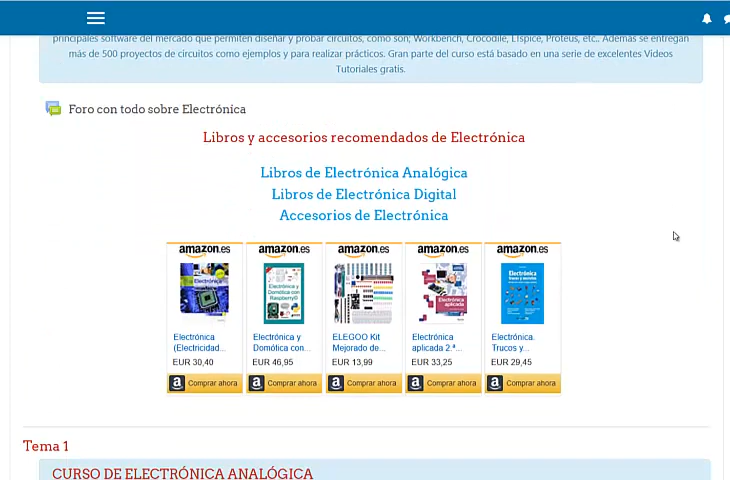 principales software del mercado que permiten diseñar y probar circuitos, como son; Workbench, Crocodile, LTspice, Proteus, etc.. Además se entregan
más de 500 proyectos de circuitos como ejemplos y para realizar prácticos. Gran parte del curso está basado en una serie de excelentes Vídeos
Tutoriales gratis.
Foro con todo sobre Electrónica
Libros y accesorios recomendados de Electrónica
Libros de Electrónica Analógica
Libros de Electrónica Digital
Accesorios de Electrónica
amazon.es amazon.es amazon.es amazon.es amazon.es
Electrónica Electrónica y ELEGOO Kit Electrónica Electrónica.
(Electricidad... Domótica con... Mejorado de... aplicada 2.ª... Trucos y...
EUR 30,40 EUR 46,95 EUR 13,99 EUR 33,25 EUR 29,45
Comprar ahora Comprar ahora Comprar ahora Comprar ahora Comprar ahora
Tema 1
CURSO DE ELECTRÓNICA ANALÓGICA